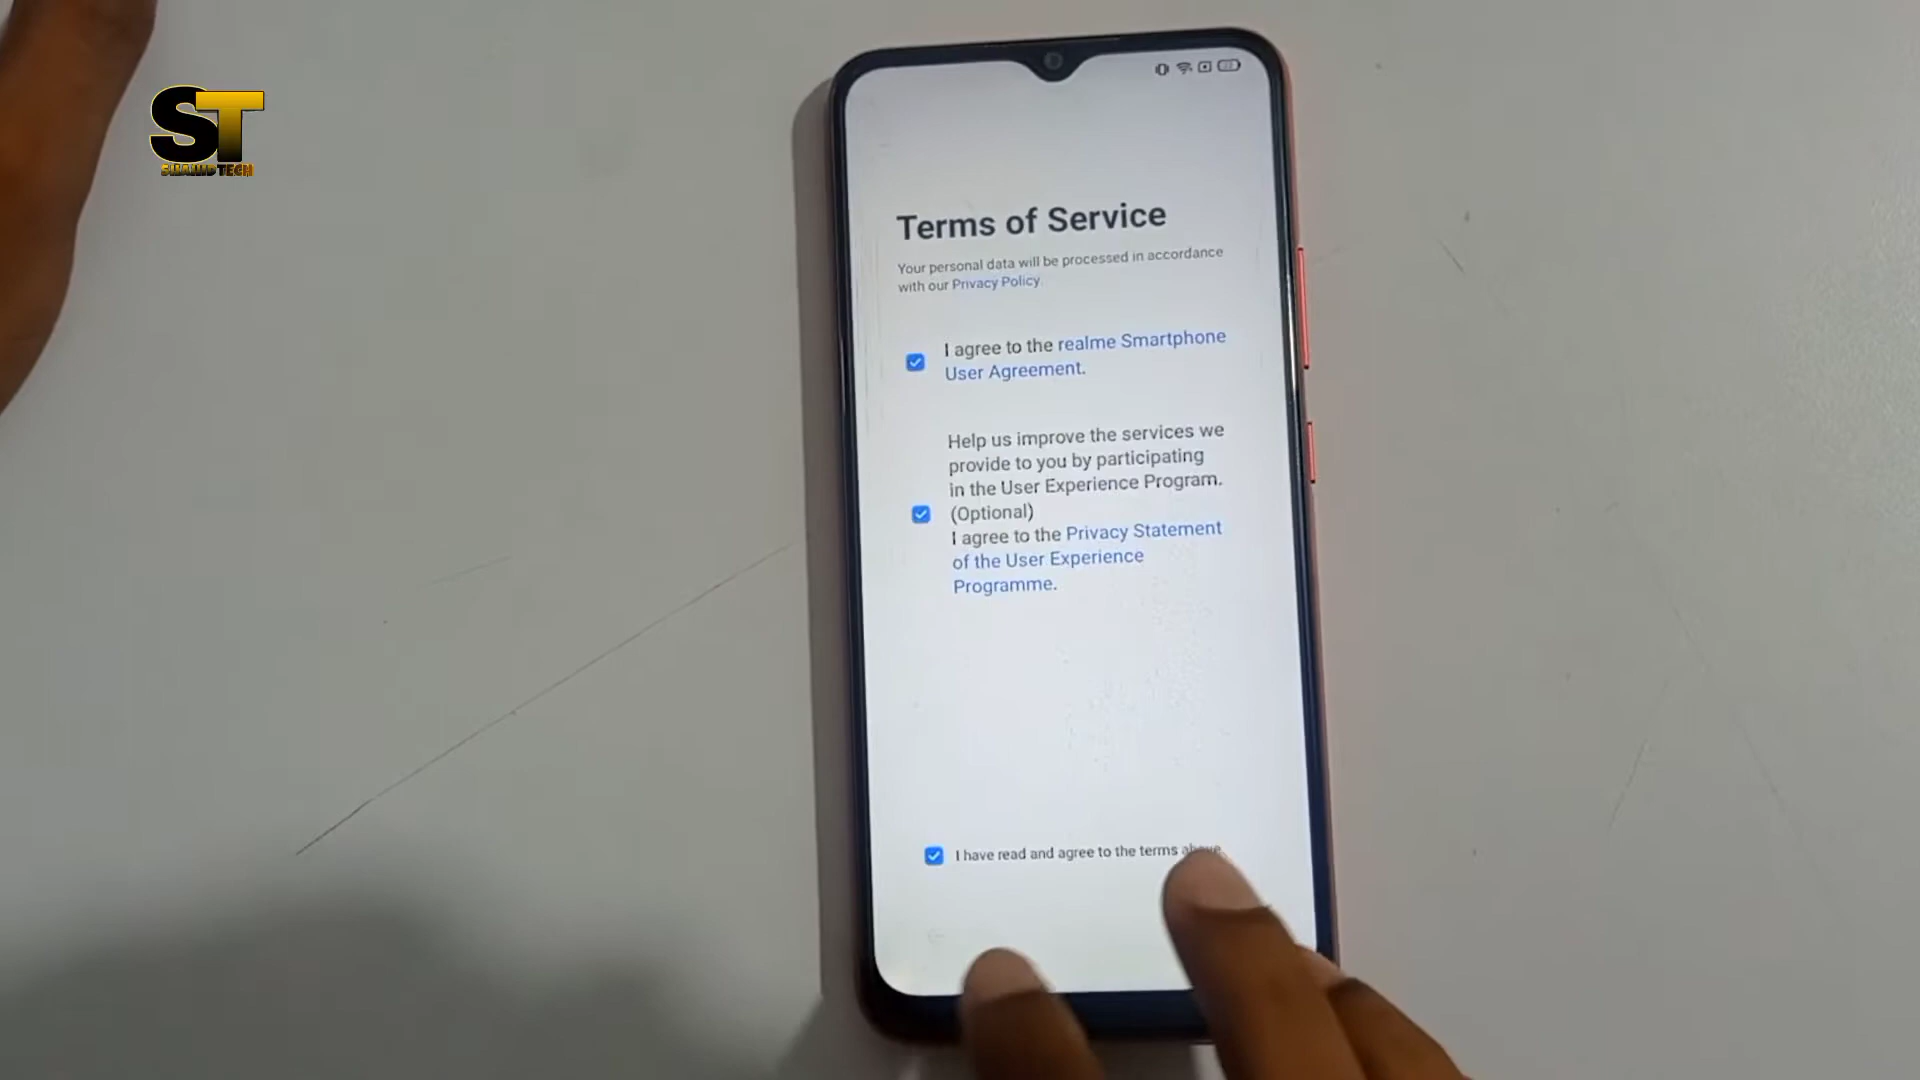 ST
SHAHID TECH
Terms of Service
Your personal data will be processed in accordance
with our Privacy Policy.
I agree to the realme Smartphone
User Agreement.
Help us improve the services we
provide to you by participating
in the User Experience Program.
(Optional)
I agree to the Privacy Statement
of the User Experience
Programme.
I have read and agree to the terms above